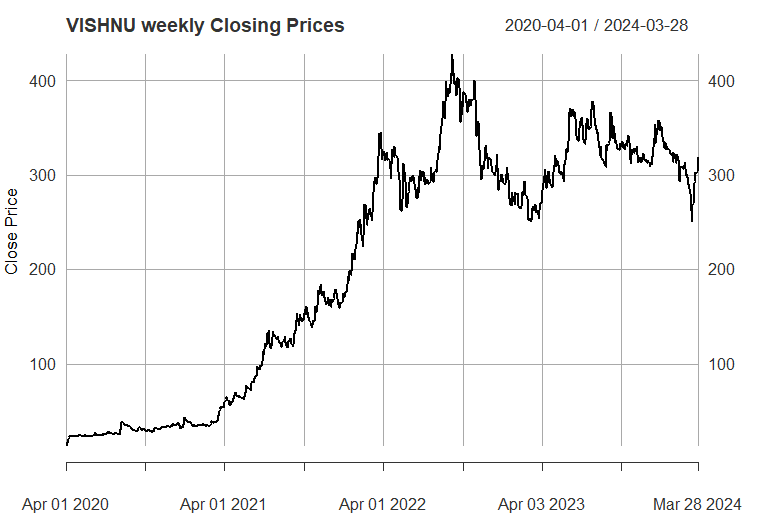 VISHNU weekly Closing Prices
2020-04-01 / 2024-03-28
Close Price
400
400
300
300
200
200
100
100
Apr 01 2020
Apr 01 2021
Apr 01 2022
Apr 03 2023
Mar 28 2024